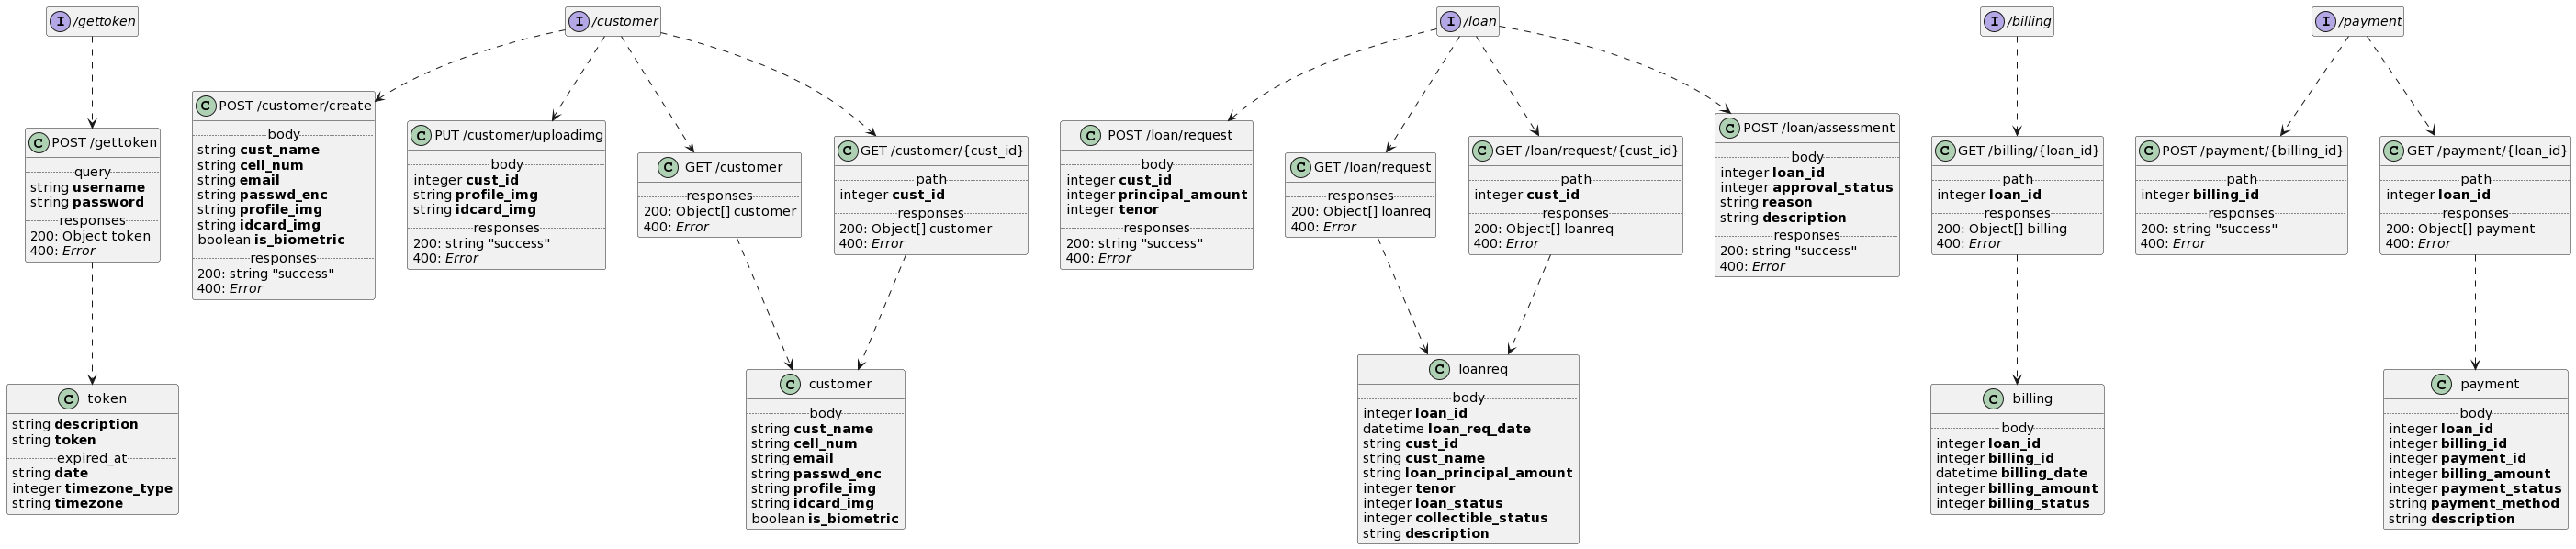 I /gettoken
I /customer
I /loan
I /billing
I /payment
C POST /gettoken
query
string username
string password
responses
200: Object token
400: Error
C POST /customer/create
body
string cust_name
string cell_num
string email
string passwd_enc
string profile_img
string idcard_img
boolean is_biometric
responses
200: string "success"
400: Error
C PUT /customer/uploadimg
body
integer cust_id
string profile_img
string idcard_img
responses
200: string "success"
400: Error
C GET /customer
responses
200: Object[] customer
400: Error
C GET /customer/{cust_id}
path
integer cust_id
responses
200: Object[] customer
400: Error
C POST /loan/request
body
integer cust_id
integer principal_amount
integer tenor
responses
200: string "success"
400: Error
C GET /loan/request
responses
200: Object[] loanreq
400: Error
C GET /loan/request/{cust_id}
path
integer cust_id
responses
200: Object[] loanreq
400: Error
C POST /loan/assessment
body
integer loan_id
integer approval_status
string reason
string description
responses
200: string "success"
400: Error
C GET /billing/{loan_id}
path
integer loan_id
responses
200: Object[] billing
400: Error
C POST /payment/{billing_id}
path
integer billing_id
responses
200: string "success"
400: Error
C GET /payment/{loan_id}
path
integer loan_id
responses
200: Object[] payment
400: Error
C token
string description
string token
expired_at
string date
integer timezone_type
string timezone
C customer
body
string cust_name
string cell_num
string email
string passwd_enc
string profile_img
string idcard_img
boolean is_biometric
C loanreq
body
integer loan_id
datetime loan_req_date
string cust_id
string cust_name
string loan_principal_amount
integer tenor
integer loan_status
integer collectible_status
string description
C billing
body
integer loan_id
integer billing_id
datetime billing_date
integer billing_amount
integer billing_status
C payment
body
integer loan_id
integer billing_id
integer payment_id
integer billing_amount
integer payment_status
string payment_method
string description